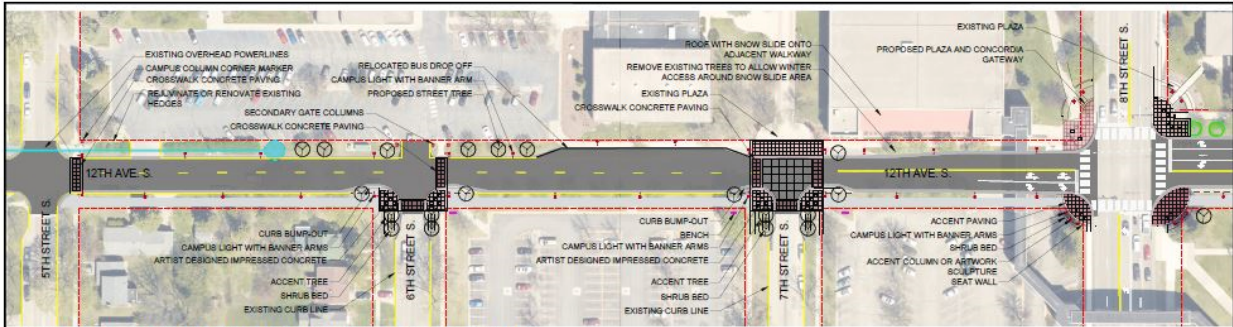 EXISTING OVERHEAD POWERLINES
CAMPUS COLUMN CORNER MARKER
CROSSWALK CONCRETE PAVING
REJUVINATE OR RENOVATE EXISTING
HEDGES
SECONDARY GATE COLUMNS
CROSSWALK CONCRETE PAVING
RELOCATED BUS DROP OFF
CAMPUS LIGHT WITH BANNER ARM
PROPOSED STREET TREE
ROOF WITH SNOW SLIDE ONTO
ADJACENT WALKWAY
REMOVE EXISTING TREES TO ALLOW WINTER
ACCESS AROUND SNOW SLIDE AREA
EXISTING PLAZA
CROSSWALK CONCRETE PAVING
EXISTING PLAZA
PROPOSED PLAZA AND CONCORDIA
GATEWAY
8TH STREET S.
12TH AVE. S.
12TH AVE. S.
5TH STREET S.
CURB BUMP-OUT
CAMPUS LIGHT WITH BANNER ARMS
ARTIST DESIGNED IMPRESSED CONCRETE
ACCENT TREE
SHRUB BED
EXISTING CURB LINE
6TH STREET S.
CURB BUMP-OUT
BENCH
CAMPUS LIGHT WITH BANNER ARMS
ARTIST DESIGNED IMPRESSED CONCRETE
ACCENT TREE
SHRUB BED
EXISTING CURB LINE
7TH STREET S.
ACCENT PAVING
CAMPUS LIGHT WITH BANNER ARMS
SHRUB BED
ACCENT COLUMN OR ARTWORK
SCULPTURE
SEAT WALL